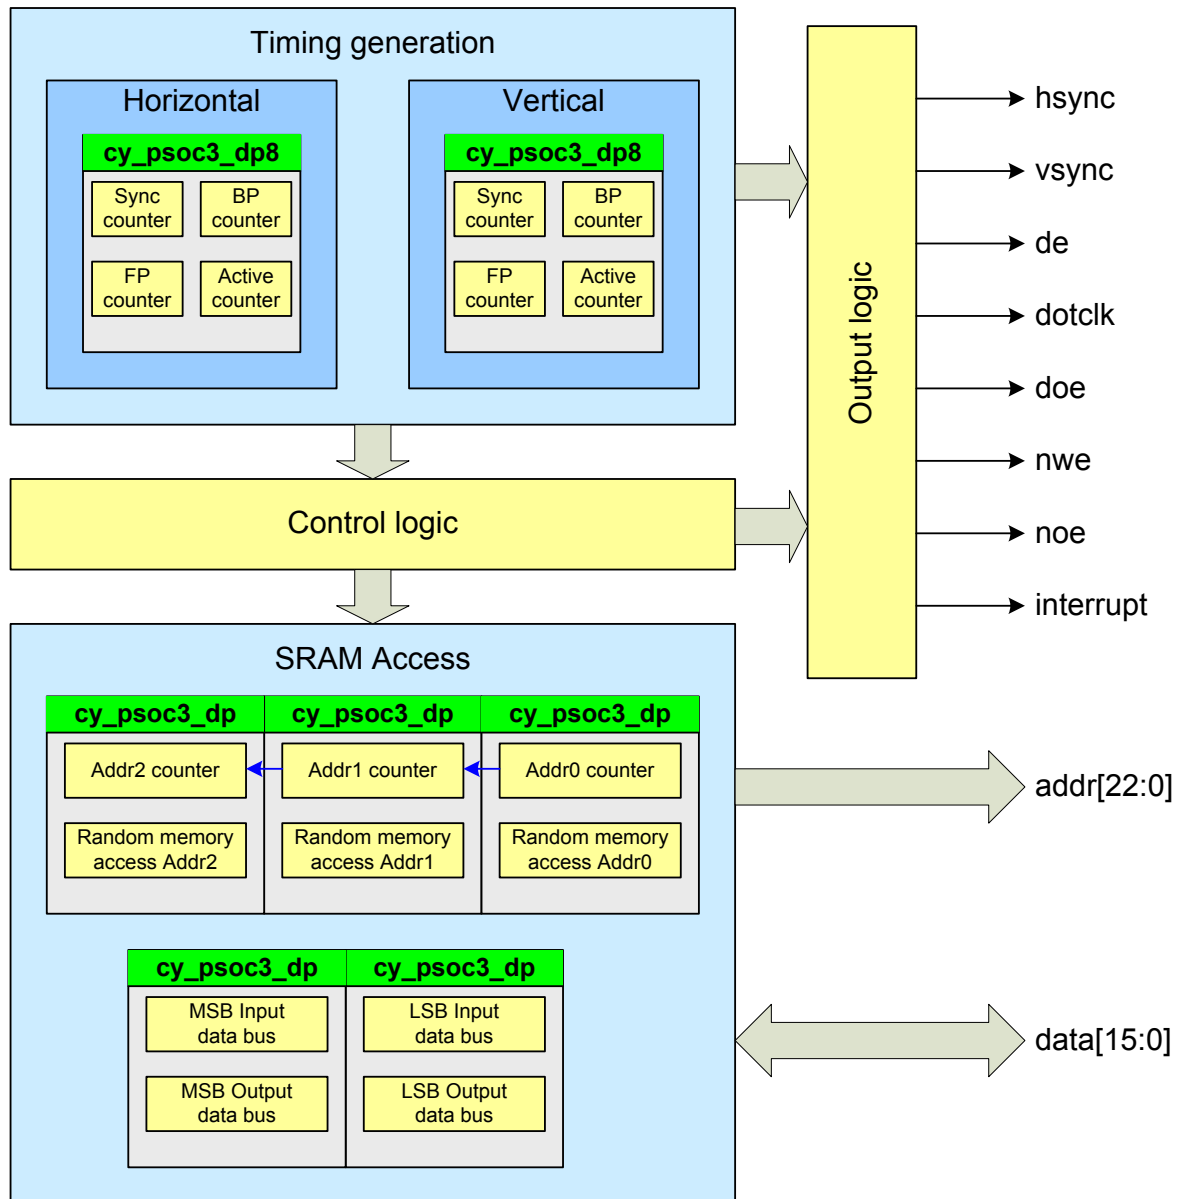 Timing generation
Horizontal
cy_psoc3_dp8
Sync
counter
BP
counter
FP
counter
Active
counter
Vertical
cy_psoc3_dp8
Sync
counter
BP
counter
FP
counter
Active
counter
Output logic
hsync
vsync
de
dotclk
doe
nwe
noe
interrupt
Control logic
SRAM Access
cy_psoc3_dp
cy_psoc3_dp
cy_psoc3_dp
Addr2 counter
Addr1 counter
Addr0 counter
Random memory
access Addr2
Random memory
access Addr1
Random memory
access Addr0
addr[22:0]
cy_psoc3_dp
cy_psoc3_dp
MSB Input
data bus
LSB Input
data bus
MSB Output
data bus
LSB Output
data bus
data[15:0]